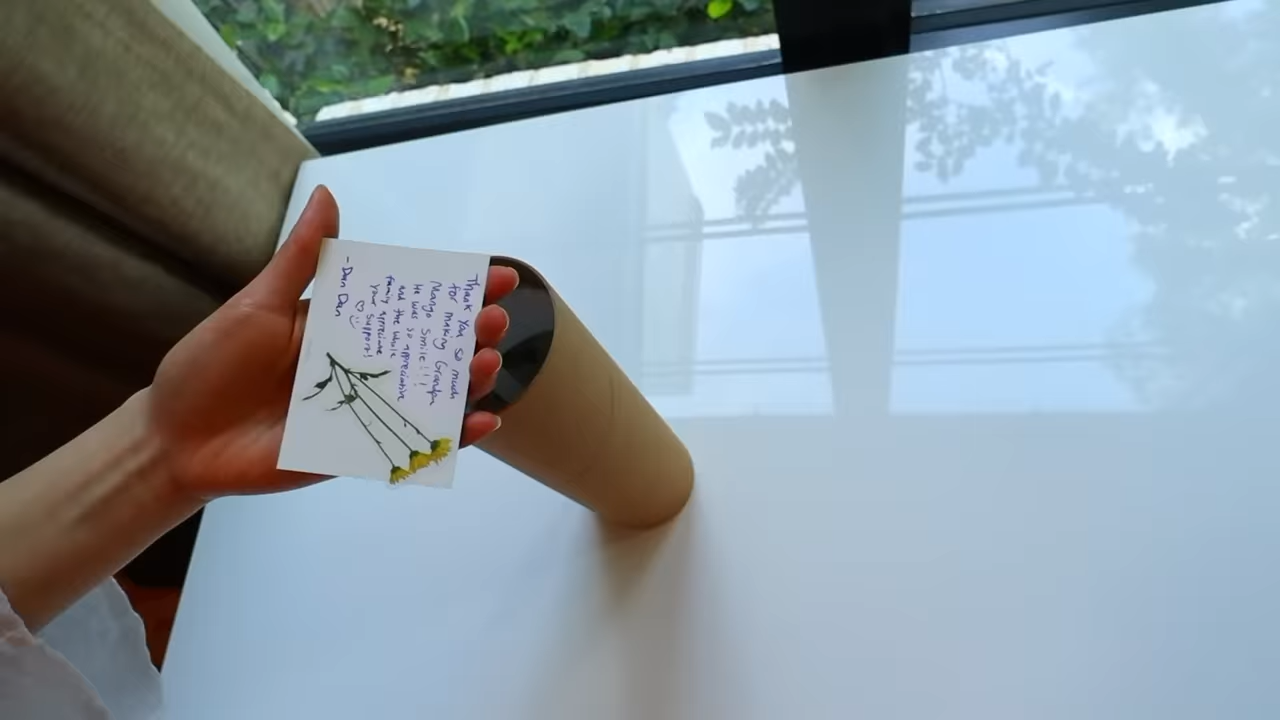 Thank you so much
for making Grandpa
Mango smile!!!
He was so appreciative
and the whole
family appreciate
your support!
- Dan Dan